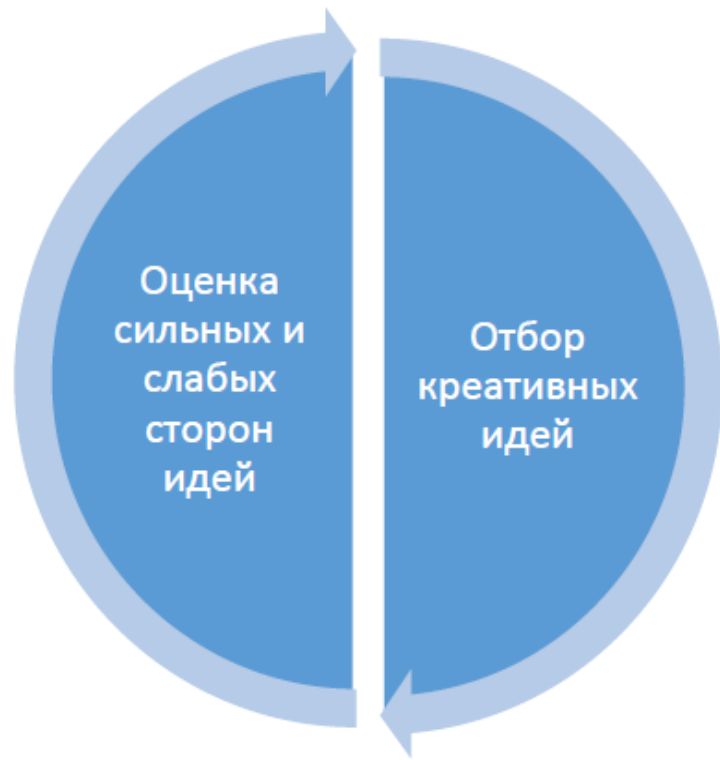 Оценка
сильных и
слабых
сторон
идей
Отбор
креативных
идей